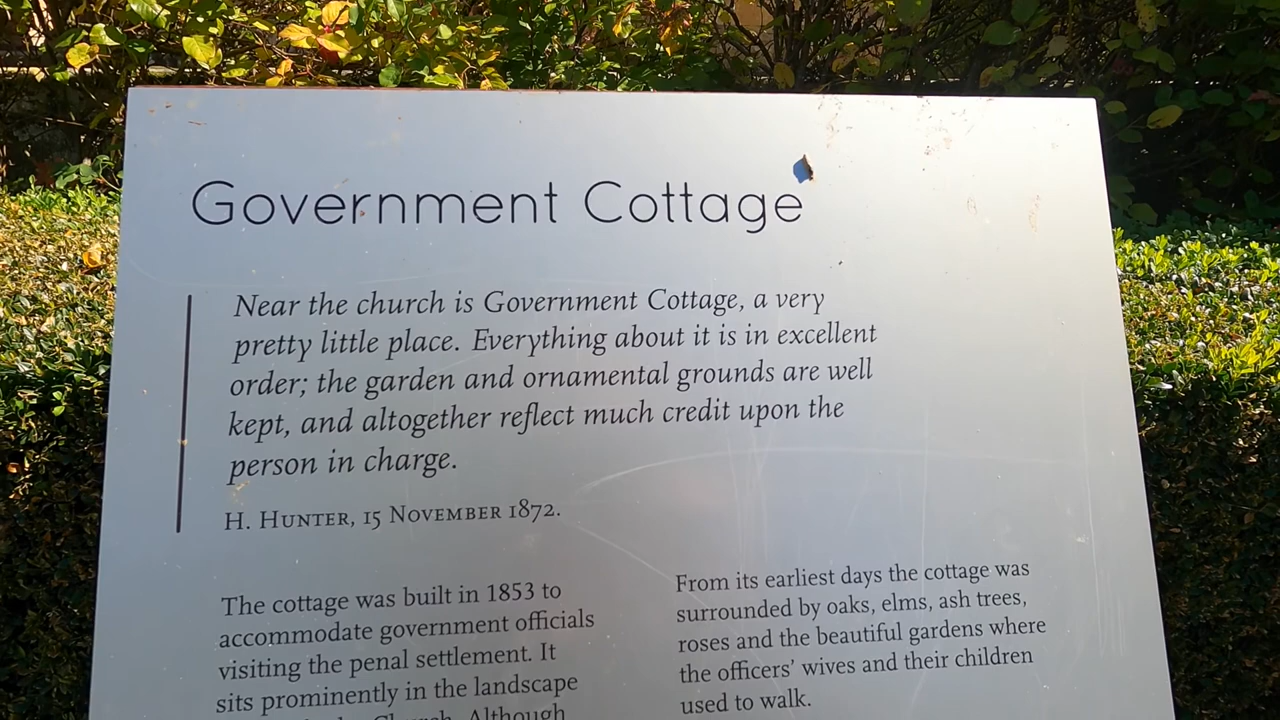 Government Cottage
Near the church is Government Cottage, a very
pretty little place. Everything about it is in excellent
order; the garden and ornamental grounds are well
kept, and altogether reflect much credit upon the
person in charge.
H. Hunter, 15 November 1872.
The cottage was built in 1853 to
accommodate government officials
visiting the penal settlement. It
sits prominently in the landscape
Church. Although
From its earliest days the cottage was
surrounded by oaks, elms, ash trees,
roses and the beautiful gardens where
the officers' wives and their children
used to walk.